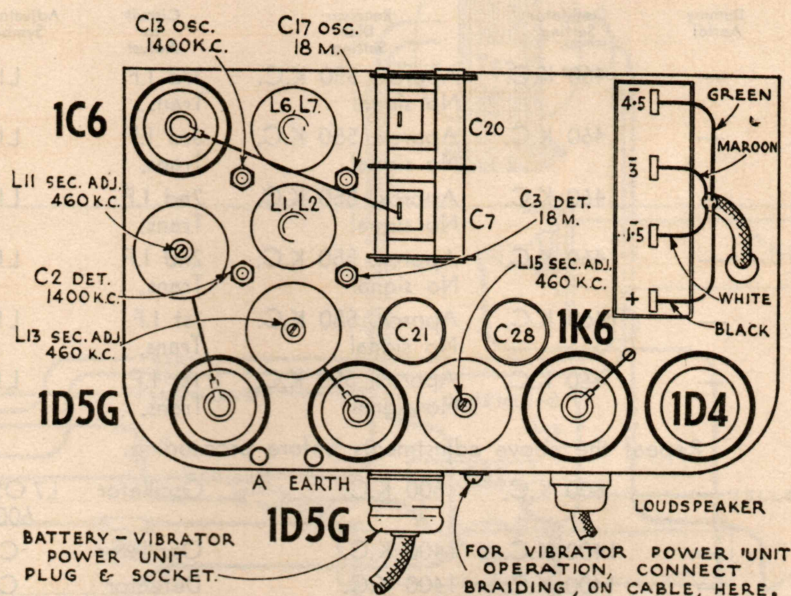 C13 OSC.
1400 K.C.
C17 OSC.
18 M.
1C6
L6, L7.
C20
4·5
GREEN
MAROON
3
L11 SEC. ADJ.
460 K.C.
L1, L2
C7
C3 DET.
18 M.
1·5
C2 DET.
1400 K.C.
L15 SEC. ADJ.
460 K.C.
WHITE
+
BLACK
L13 SEC. ADJ.
460 K.C.
C21
C28
1K6
1D5G
1D4
A EARTH
1D5G
LOUDSPEAKER
BATTERY – VIBRATOR
POWER UNIT
PLUG & SOCKET.
FOR VIBRATOR POWER UNIT
OPERATION, CONNECT
BRAIDING, ON CABLE, HERE.